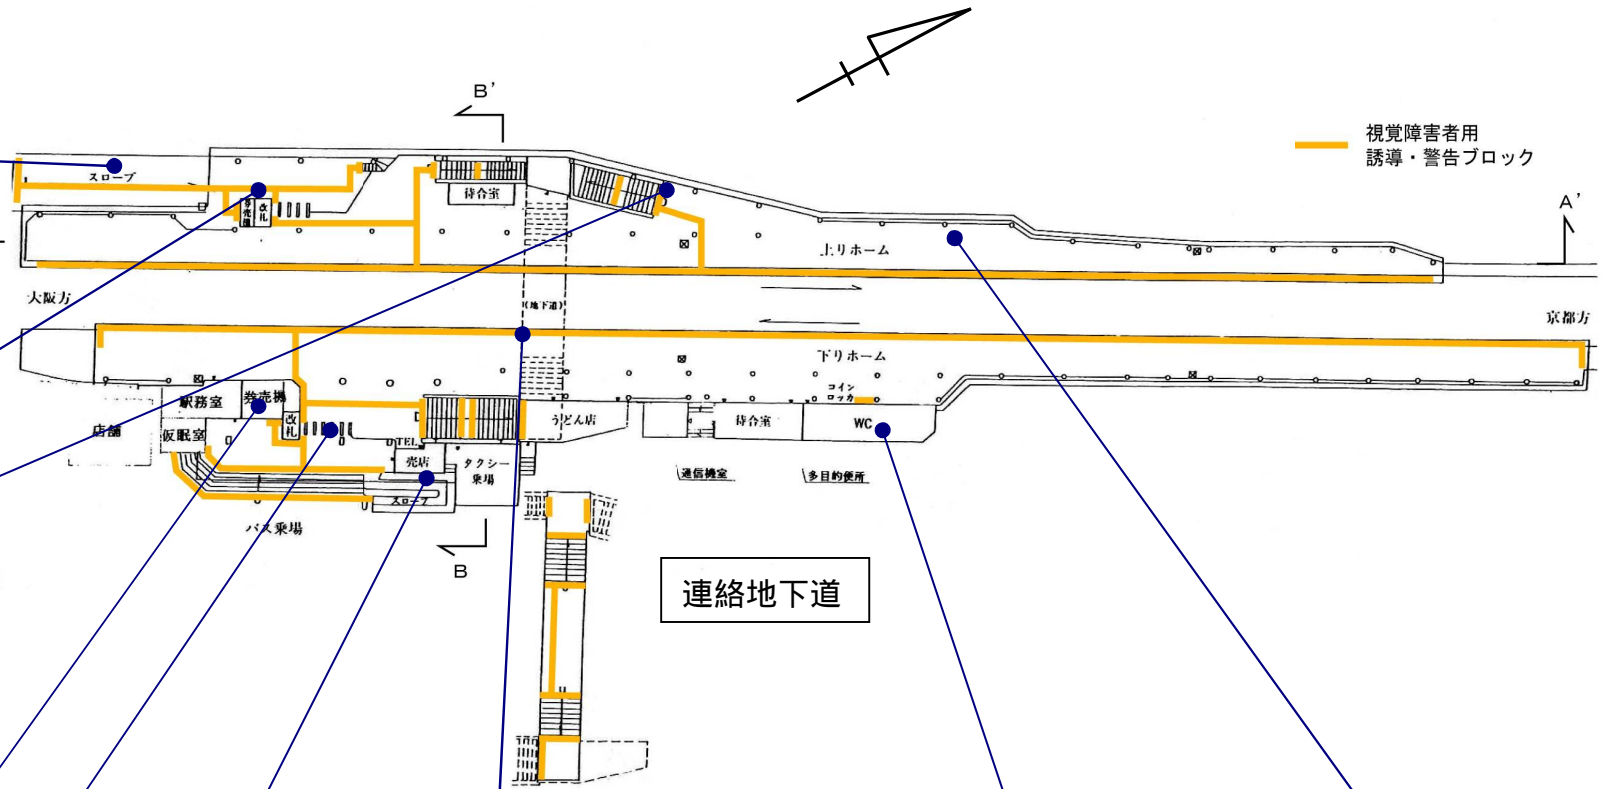 B'
視覚障害者用
誘導・警告ブロック
スロープ
待合室
券売機
改札
A'
上りホーム
大阪方
(地下道)
京都方
下りホーム
コイン
ロッカ
駅務室
券売機
改札
うどん店
待合室
WC
店舗
仮眠室
TEL
売店
タクシー
乗場
通信機室
多目的便所
スロープ
バス乗場
B
連絡地下道